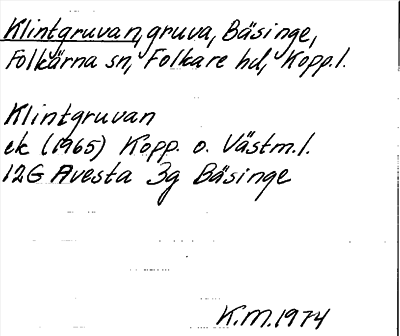 Klintgruvan, gruva, Bäsinge,
Folkärna sn, Folkare hd, Kopp.l.
Klintgruvan
ek (1965) Kopp. o. Västm.l.
12G Avesta 3g Bäsinge
K.M. 1974